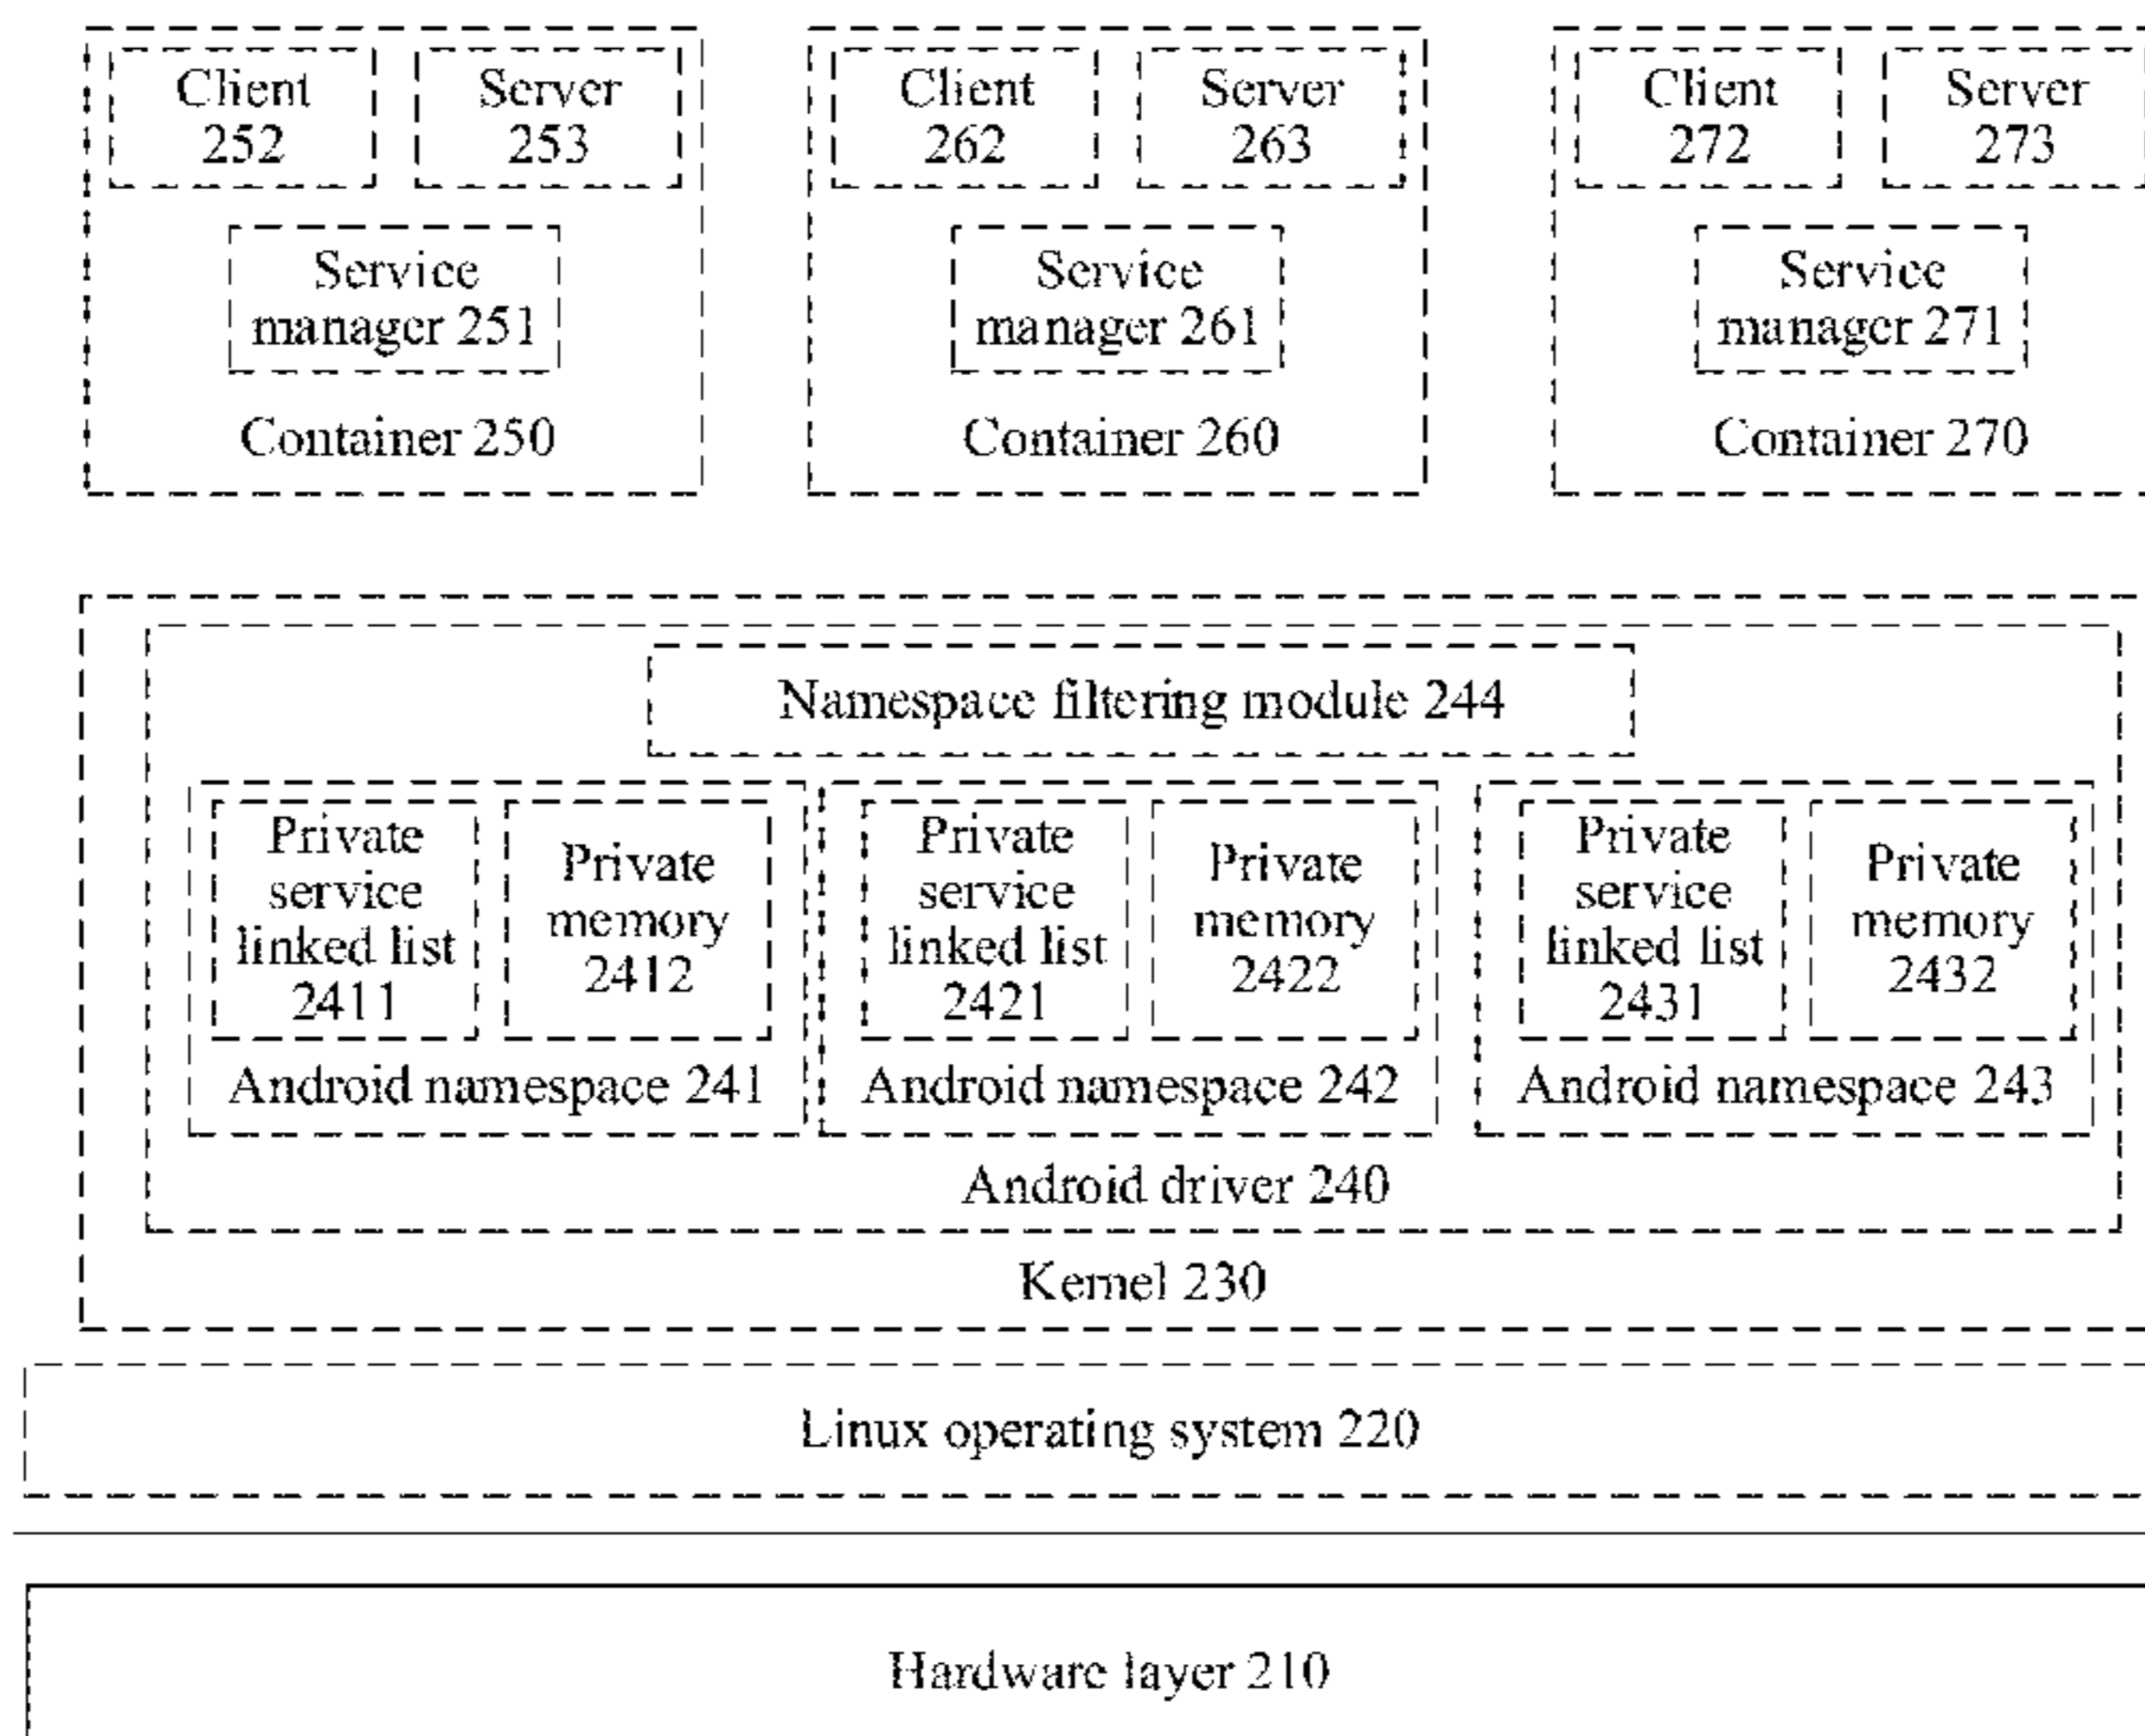 Client
252
Server
253
Service
manager 251
Container 250
Client
262
Server
263
Service
manager 261
Container 260
Client
272
Server
273
Service
manager 271
Container 270
Namespace filtering module 244
Private
service
linked list
2411
Private
memory
2412
Android namespace 241
Private
service
linked list
2421
Private
memory
2422
Android namespace 242
Private
service
linked list
2431
Private
memory
2432
Android namespace 243
Android driver 240
Kernel 230
Linux operating system 220
Hardware layer 210